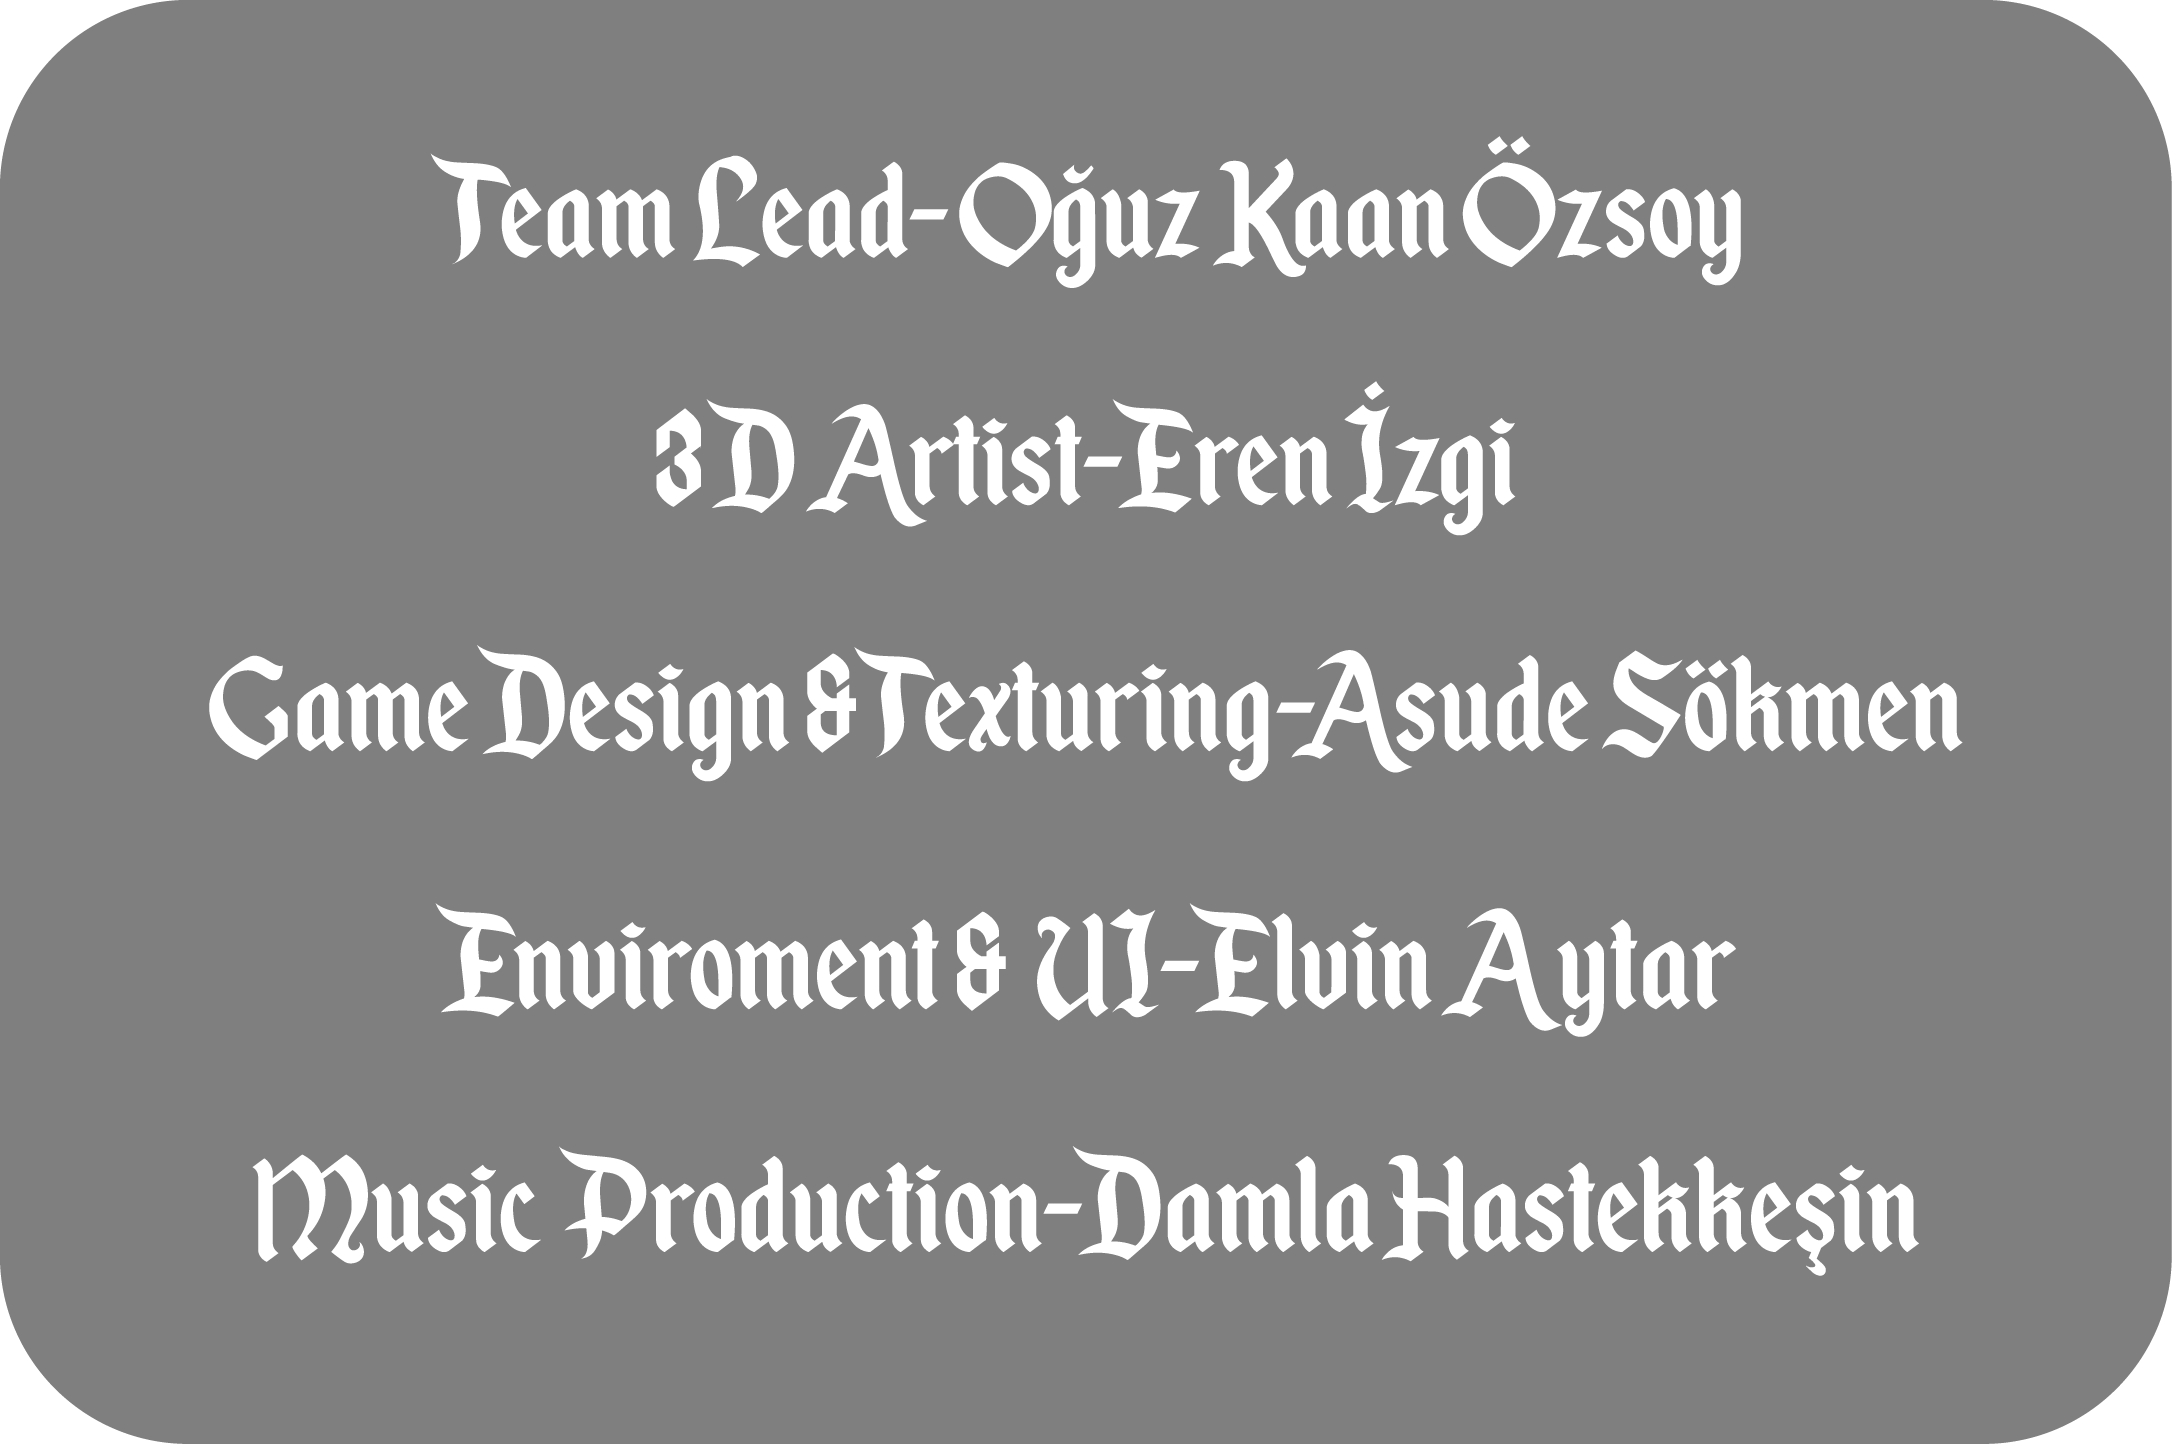 Team Lead-Oğuz Kaan Özsoy
3D Artist-Eren İzgi
Game Design &Texturing-Asude Sökmen
Enviroment & UI-Elvin Aytar
Music Production-Damla Hastekkeşin